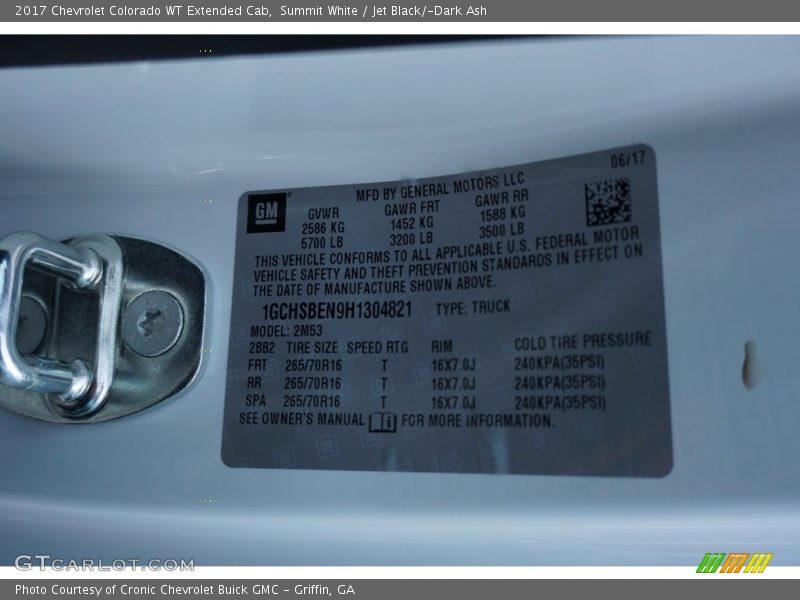 2017 Chevrolet Colorado WT Extended Cab, Summit White / Jet Black/-Dark Ash
06/17
GM
MFD BY GENERAL MOTORS LLC
GVWR GAWR FRT GAWR RR
2586 KG 1452 KG 1588 KG
5700 LB 3200 LB 3500 LB
THIS VEHICLE CONFORMS TO ALL APPLICABLE U.S. FEDERAL MOTOR
VEHICLE SAFETY AND THEFT PREVENTION STANDARDS IN EFFECT ON
THE DATE OF MANUFACTURE SHOWN ABOVE.
1GCHSBEN9H1304821 TYPE: TRUCK
MODEL: 2M53
28B2 TIRE SIZE SPEED RTG RIM COLD TIRE PRESSURE
FRT 265/70R16 T 16X7.0J 240KPA(35PSI)
RR 265/70R16 T 16X7.0J 240KPA(35PSI)
SPA 265/70R16 T 16X7.0J 240KPA(35PSI)
SEE OWNER'S MANUAL FOR MORE INFORMATION.
GTCARLOT.COM
Photo Courtesy of Cronic Chevrolet Buick GMC - Griffin, GA